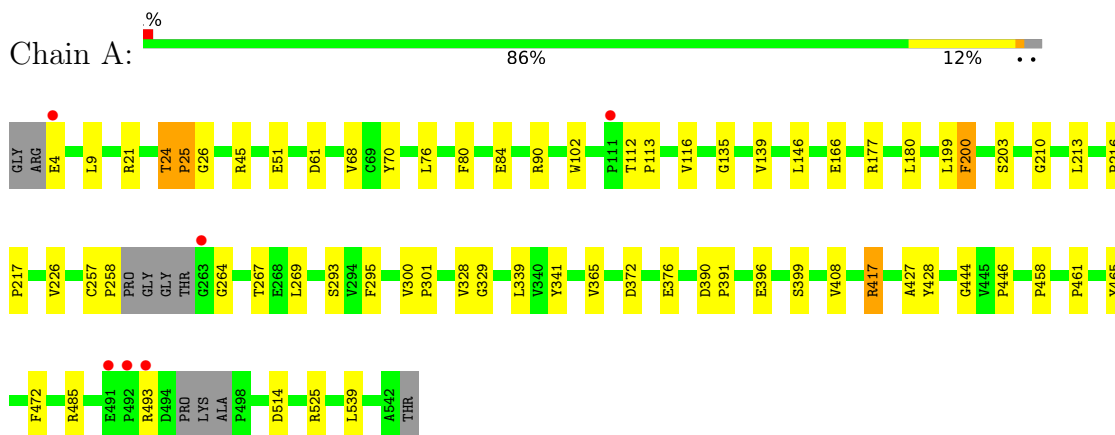 .%
Chain A:
86% 12% • •
GLY ARG E4 L9 R21 T24 P25 G26 R45 E51 D61 V68 C69 Y70 L76 F80 E84 R90 W102 P111 T112 P113 V116 G135 V139 L146 E166 R177 L180 L199 F200 S203 G210 L213
P217 V226 C257 P258 PRO GLY GLY THR G263 G264 T267 E268 L269 S293 V294 F295 V300 P301 V328 G329 L339 V340 Y341 V365 D372 E376 D390 P391 E396 S399 V408 R417 A427 Y428 G444 V445 P446 P458 P461
F472 R485 E491 P492 R493 D494 PRO LYS ALA P498 D514 R525 L539 A542 THR